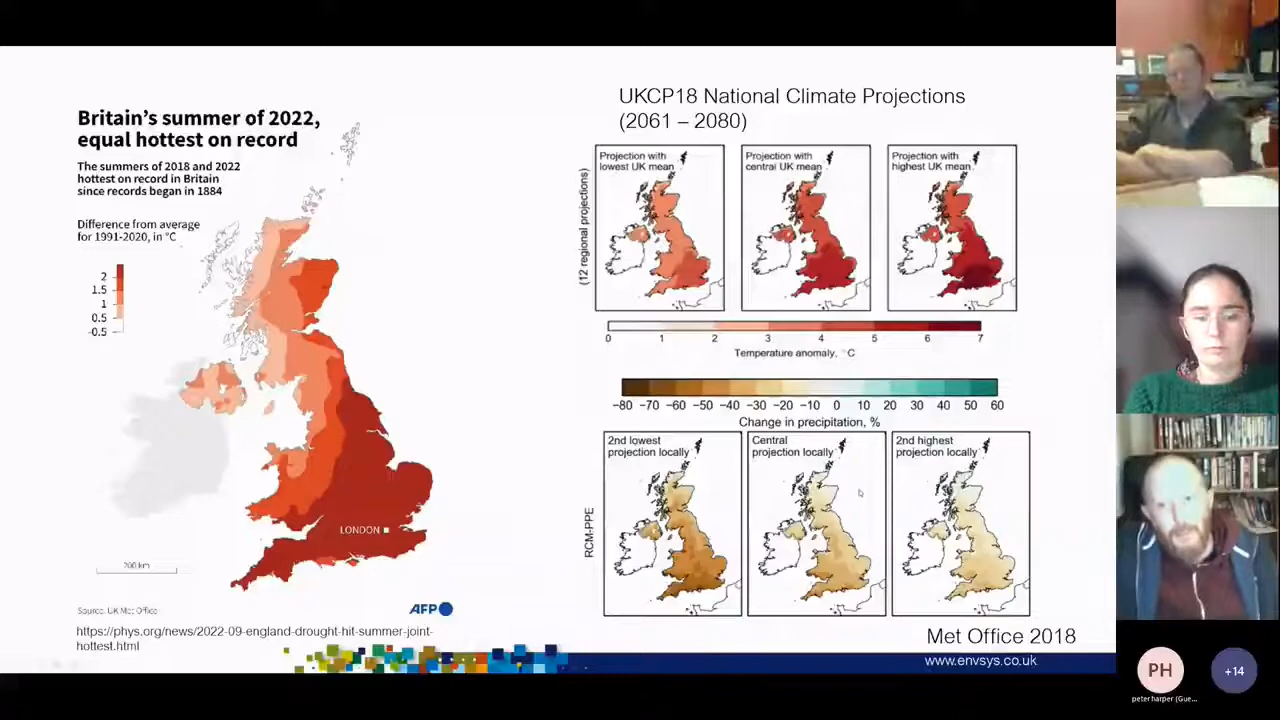 Britain's summer of 2022,
equal hottest on record
The summers of 2018 and 2022
hottest on record in Britain
since records began in 1884
Difference from average
for 1991-2020, in °C
2
1.5
1
0.5
-0.5
LONDON
200 km
Source: UK Met Office
AFP
https://phys.org/news/2022-09-england-drought-hit-summer-joint-
hottest.html
UKCP18 National Climate Projections
(2061 – 2080)
(12 regional projections)
Projection with
lowest UK mean
Projection with
central UK mean
Projection with
highest UK mean
0 1 2 3 4 5 6 7
Temperature anomaly, °C
−80 −70 −60 −50 −40 −30 −20 −10 0 10 20 30 40 50 60
Change in precipitation, %
RCM-PPE
2nd lowest
projection locally
Central
projection locally
2nd highest
projection locally
Met Office 2018
www.envsys.co.uk
PH
peter harper (Gue...
+14